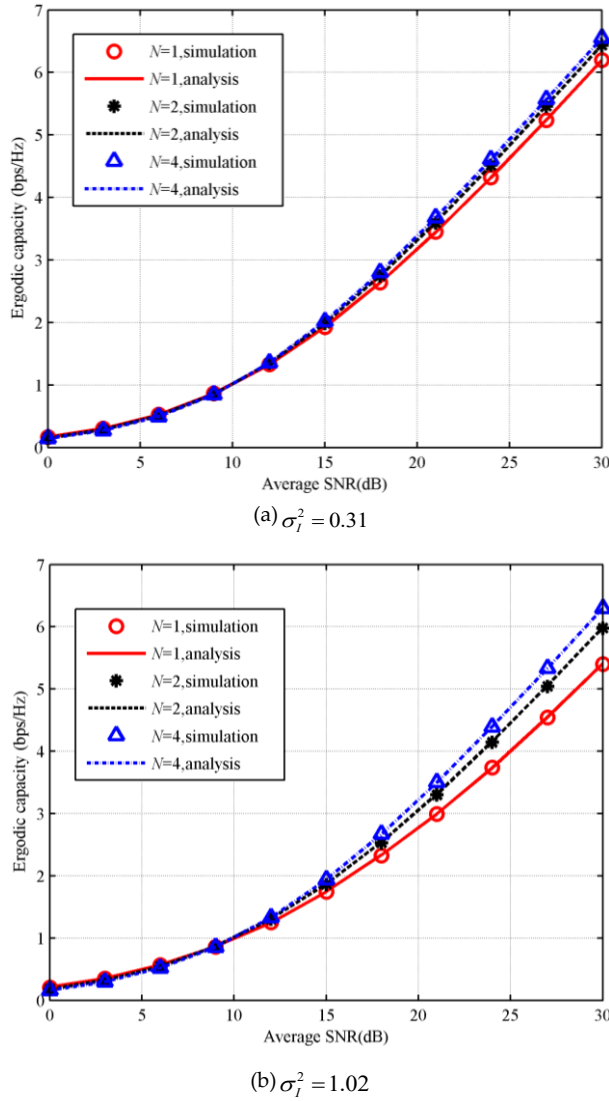 7
6
5
4
3
2
1
0
Ergodic capacity (bps/Hz)
N=1,simulation
N=1,analysis
N=2,simulation
N=2,analysis
N=4,simulation
N=4,analysis
0 5 10 15 20 25 30
Average SNR(dB)
(a) σ_I^2 = 0.31
7
6
5
4
3
2
1
0
Ergodic capacity (bps/Hz)
N=1,simulation
N=1,analysis
N=2,simulation
N=2,analysis
N=4,simulation
N=4,analysis
0 5 10 15 20 25 30
Average SNR(dB)
(b) σ_I^2 = 1.02